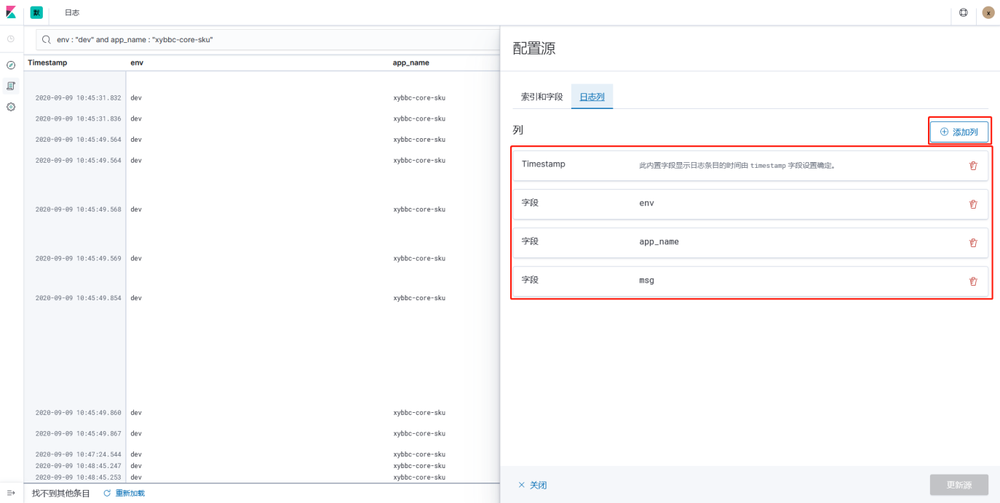 默 日志 x
env : "dev" and app_name : "xybbc-core-sku"
Timestamp env app_name
2020-09-09 10:45:31.832 dev xybbc-core-sku
2020-09-09 10:45:31.836 dev xybbc-core-sku
2020-09-09 10:45:49.564 dev xybbc-core-sku
2020-09-09 10:45:49.564 dev xybbc-core-sku
2020-09-09 10:45:49.568 dev xybbc-core-sku
2020-09-09 10:45:49.569 dev xybbc-core-sku
2020-09-09 10:45:49.854 dev xybbc-core-sku
2020-09-09 10:45:49.860 dev xybbc-core-sku
2020-09-09 10:45:49.867 dev xybbc-core-sku
2020-09-09 10:47:24.544 dev xybbc-core-sku
2020-09-09 10:48:45.247 dev xybbc-core-sku
2020-09-09 10:48:45.253 dev xybbc-core-sku
找不到其他条目 重新加载
配置源
索引和字段 日志列
列 添加列
Timestamp 此内置字段显示日志条目的时间由 timestamp 字段设置确定。
字段 env
字段 app_name
字段 msg
关闭 更新源